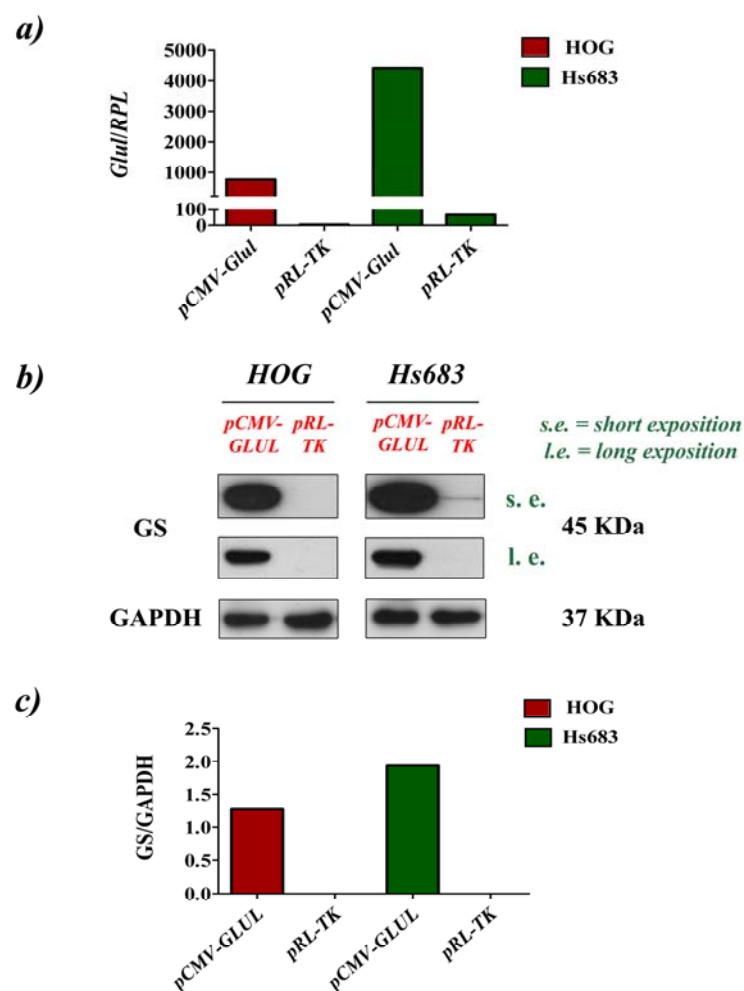 a)
5000
4000
3000
2000
1000
100
0
Glul/RPL
pCMV-Glul
pRL-TK
pCMV-Glul
pRL-TK
HOG
Hs683
b)
HOG
Hs683
pCMV-
GLUL
pRL-
TK
pCMV-
GLUL
pRL-
TK
s.e. = short exposition
l.e. = long exposition
GS
s. e.
45 KDa
l. e.
GAPDH
37 KDa
c)
2.5
2.0
1.5
1.0
0.5
0.0
GS/GAPDH
pCMV-GLUL
pRL-TK
pCMV-GLUL
pRL-TK
HOG
Hs683